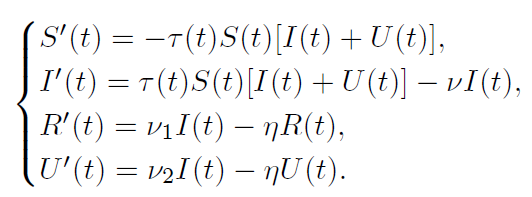 S′(t) = −τ(t)S(t)[I(t) + U(t)],
I′(t) = τ(t)S(t)[I(t) + U(t)] − νI(t),
R′(t) = ν₁I(t) − ηR(t),
U′(t) = ν₂I(t) − ηU(t).